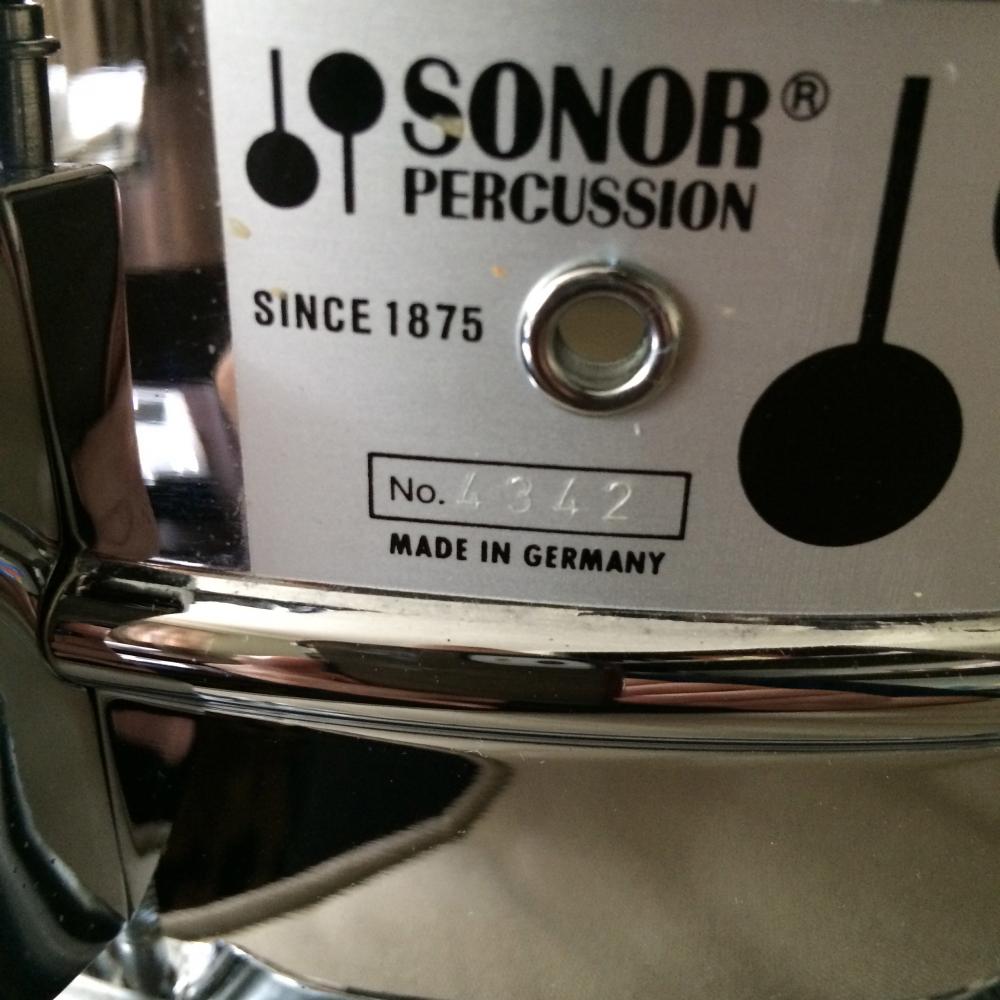 SONOR®
PERCUSSION
SINCE 1875
No. 4342
MADE IN GERMANY